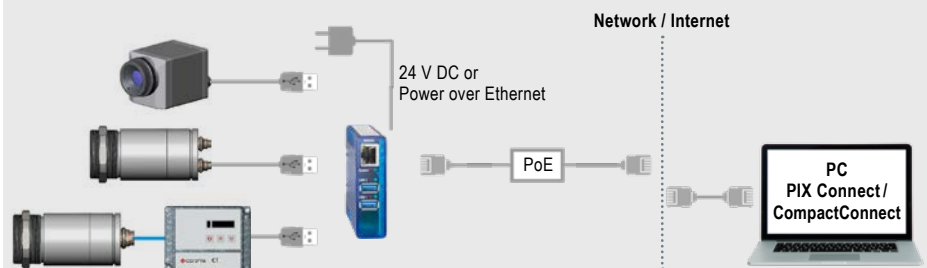 Network / Internet
24 V DC or
Power over Ethernet
PoE
PC
PIX Connect /
CompactConnect